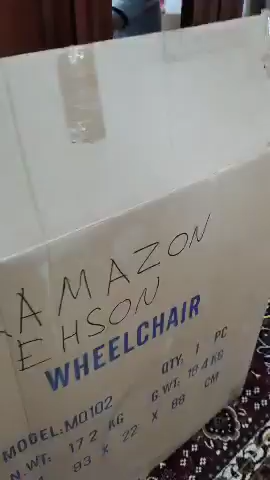 AMAZON
EHSON
WHEELCHAIR
MODEL: MQ102 QTY: 1 PC
N. WT: 17.2 KG G WT: 19.4 KG
93 X 22 X 88 CM